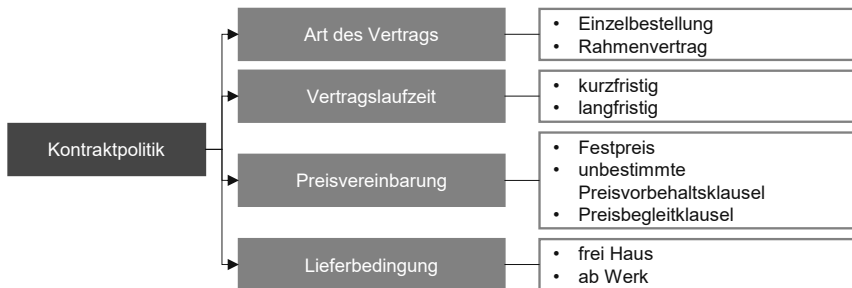 Art des Vertrags
• Einzelbestellung
• Rahmenvertrag
Vertragslaufzeit
• kurzfristig
• langfristig
Kontraktpolitik
Preisvereinbarung
• Festpreis
• unbestimmte
Preisvorbehaltsklausel
• Preisbegleitklausel
Lieferbedingung
• frei Haus
• ab Werk